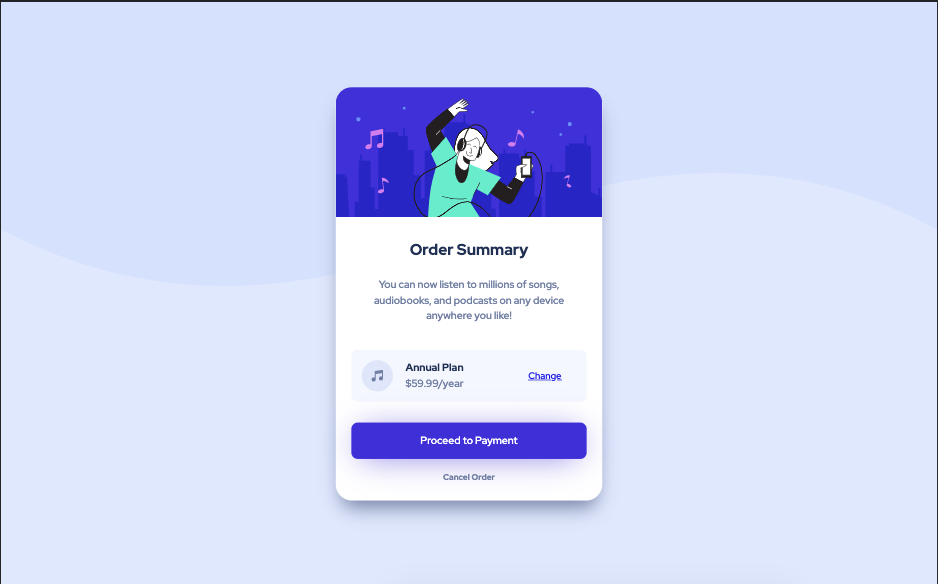 Order Summary
You can now listen to millions of songs,
audiobooks, and podcasts on any device
anywhere you like!
Annual Plan
$59.99/year
Change
Proceed to Payment
Cancel Order